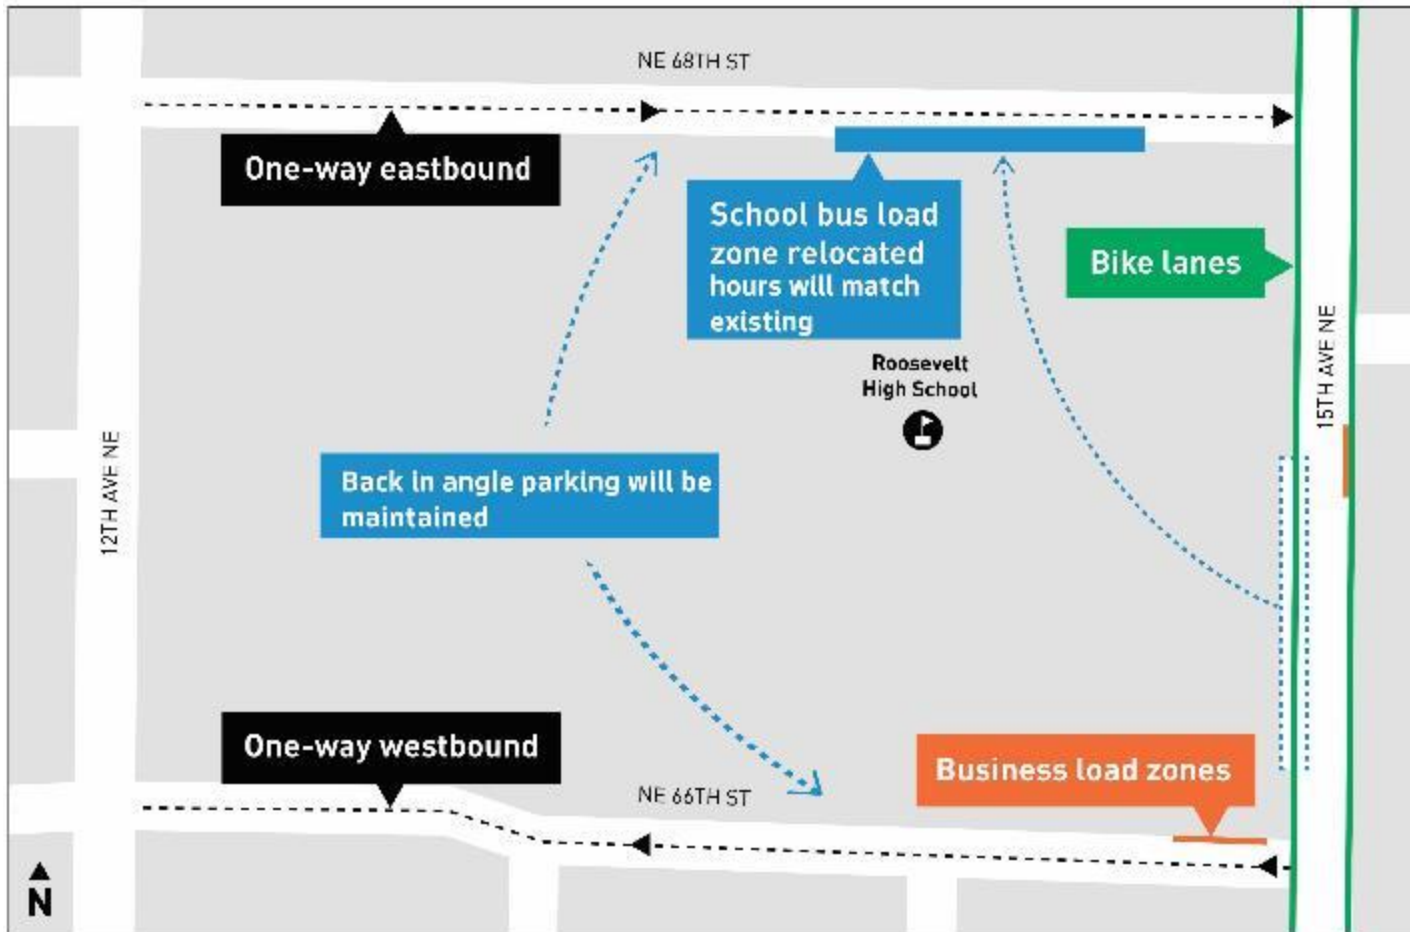 NE 68TH ST
One-way eastbound
School bus load
zone relocated
hours will match
existing
Bike lanes
Roosevelt
High School
15TH AVE NE
12TH AVE NE
Back in angle parking will be
maintained
One-way westbound
NE 66TH ST
Business load zones
N